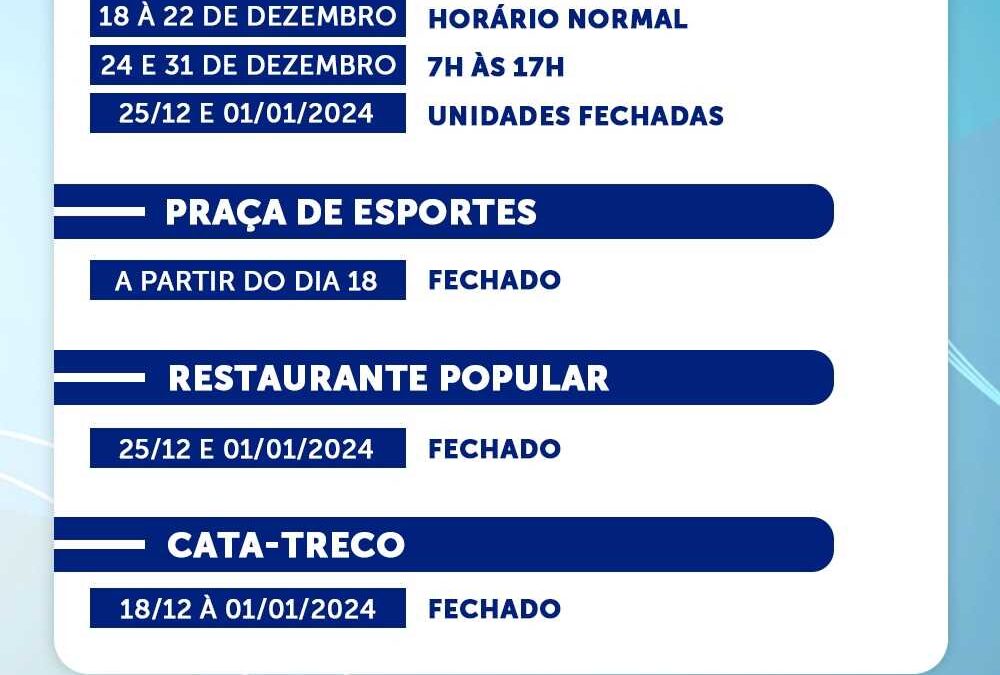 18 À 22 DE DEZEMBRO HORÁRIO NORMAL
24 E 31 DE DEZEMBRO 7H ÀS 17H
25/12 E 01/01/2024 UNIDADES FECHADAS
PRAÇA DE ESPORTES
A PARTIR DO DIA 18 FECHADO
RESTAURANTE POPULAR
25/12 E 01/01/2024 FECHADO
CATA-TRECO
18/12 À 01/01/2024 FECHADO